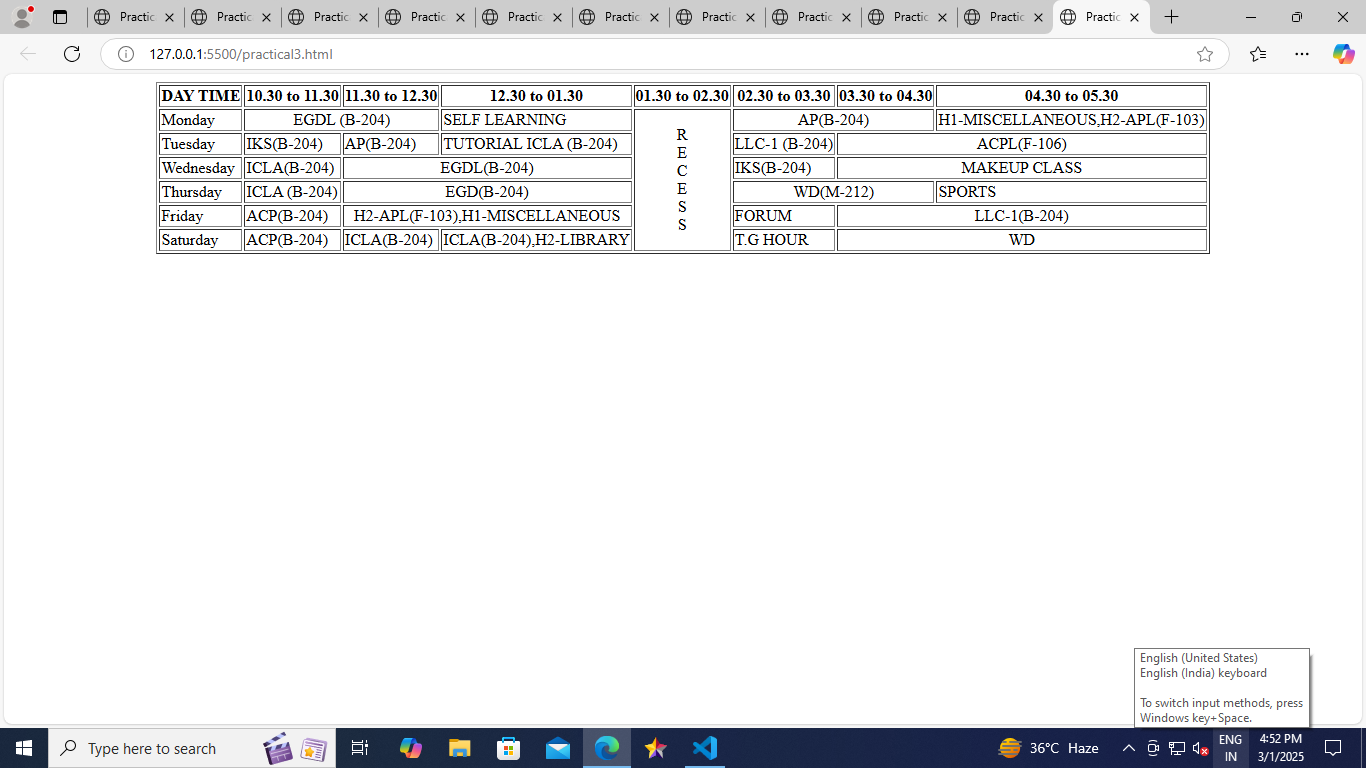 Practic Practic Practic Practic Practic Practic Practic Practic Practic Practic Practic
127.0.0.1:5500/practical3.html
DAY TIME 10.30 to 11.30 11.30 to 12.30 12.30 to 01.30 01.30 to 02.30 02.30 to 03.30 03.30 to 04.30 04.30 to 05.30
Monday EGDL (B-204) SELF LEARNING AP(B-204) H1-MISCELLANEOUS,H2-APL(F-103)
R
E
C
E
S
S
Tuesday IKS(B-204) AP(B-204) TUTORIAL ICLA (B-204) LLC-1 (B-204) ACPL(F-106)
Wednesday ICLA(B-204) EGDL(B-204) IKS(B-204) MAKEUP CLASS
Thursday ICLA (B-204) EGD(B-204) WD(M-212) SPORTS
Friday ACP(B-204) H2-APL(F-103),H1-MISCELLANEOUS FORUM LLC-1(B-204)
Saturday ACP(B-204) ICLA(B-204) ICLA(B-204),H2-LIBRARY T.G HOUR WD
English (United States)
English (India) keyboard
To switch input methods, press
Windows key+Space.
Type here to search
36°C Haze
ENG
IN
4:52 PM
3/1/2025